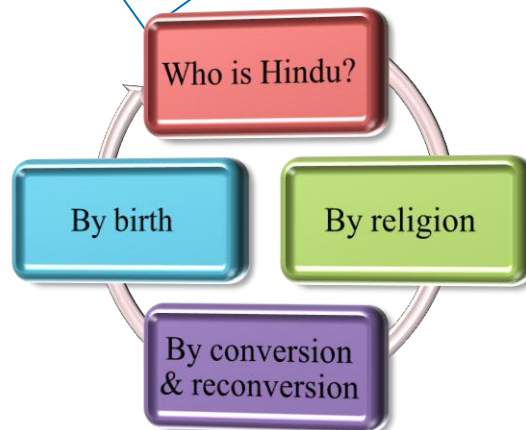 Who is Hindu?
By birth
By religion
By conversion
& reconversion